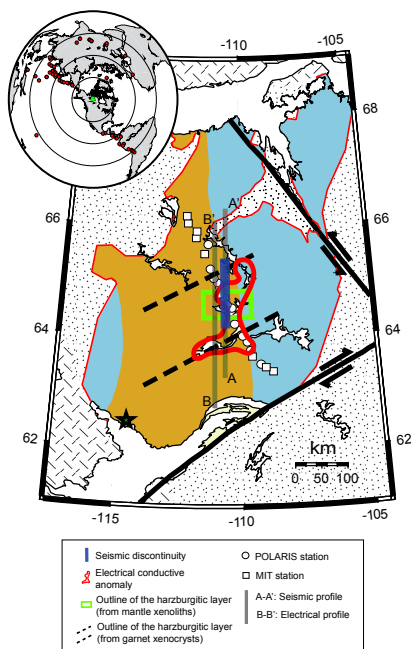 -110
-105
68
66
66
64
64
62
62
-115
-110
-105
B'
A'
A
B
km
0 50 100
Seismic discontinuity
Electrical conductive
anomaly
Outline of the harzburgitic layer
(from mantle xenoliths)
Outline of the harzburgitic layer
(from garnet xenocrysts)
POLARIS station
MIT station
A-A': Seismic profile
B-B': Electrical profile